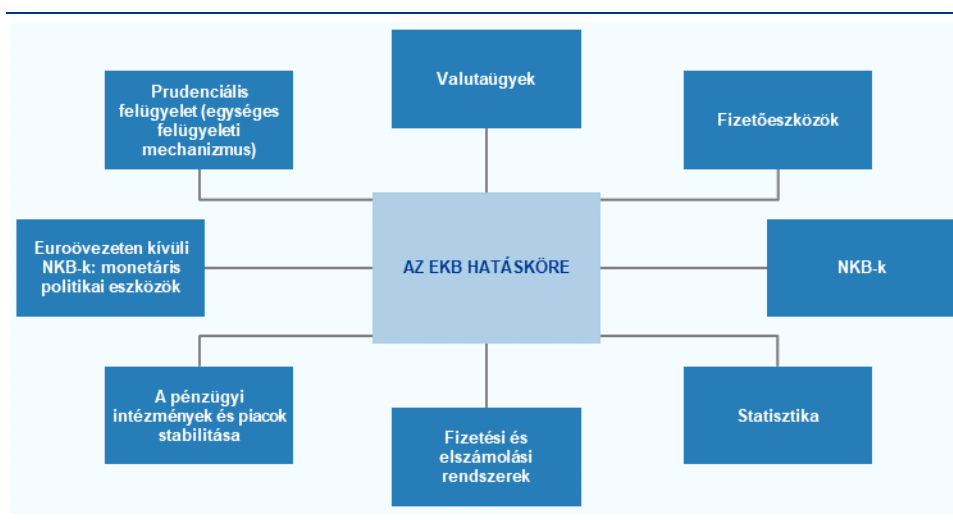 Valutaügyek
Prudenciális
felügyelet (egységes
felügyeleti
mechanizmus)
Fizetőeszközök
Euroövezeten kívüli
NKB-k: monetáris
politikai eszközök
AZ EKB HATÁSKÖRE
NKB-k
A pénzügyi
intézmények és piacok
stabilitása
Fizetési és
elszámolási
rendszerek
Statisztika